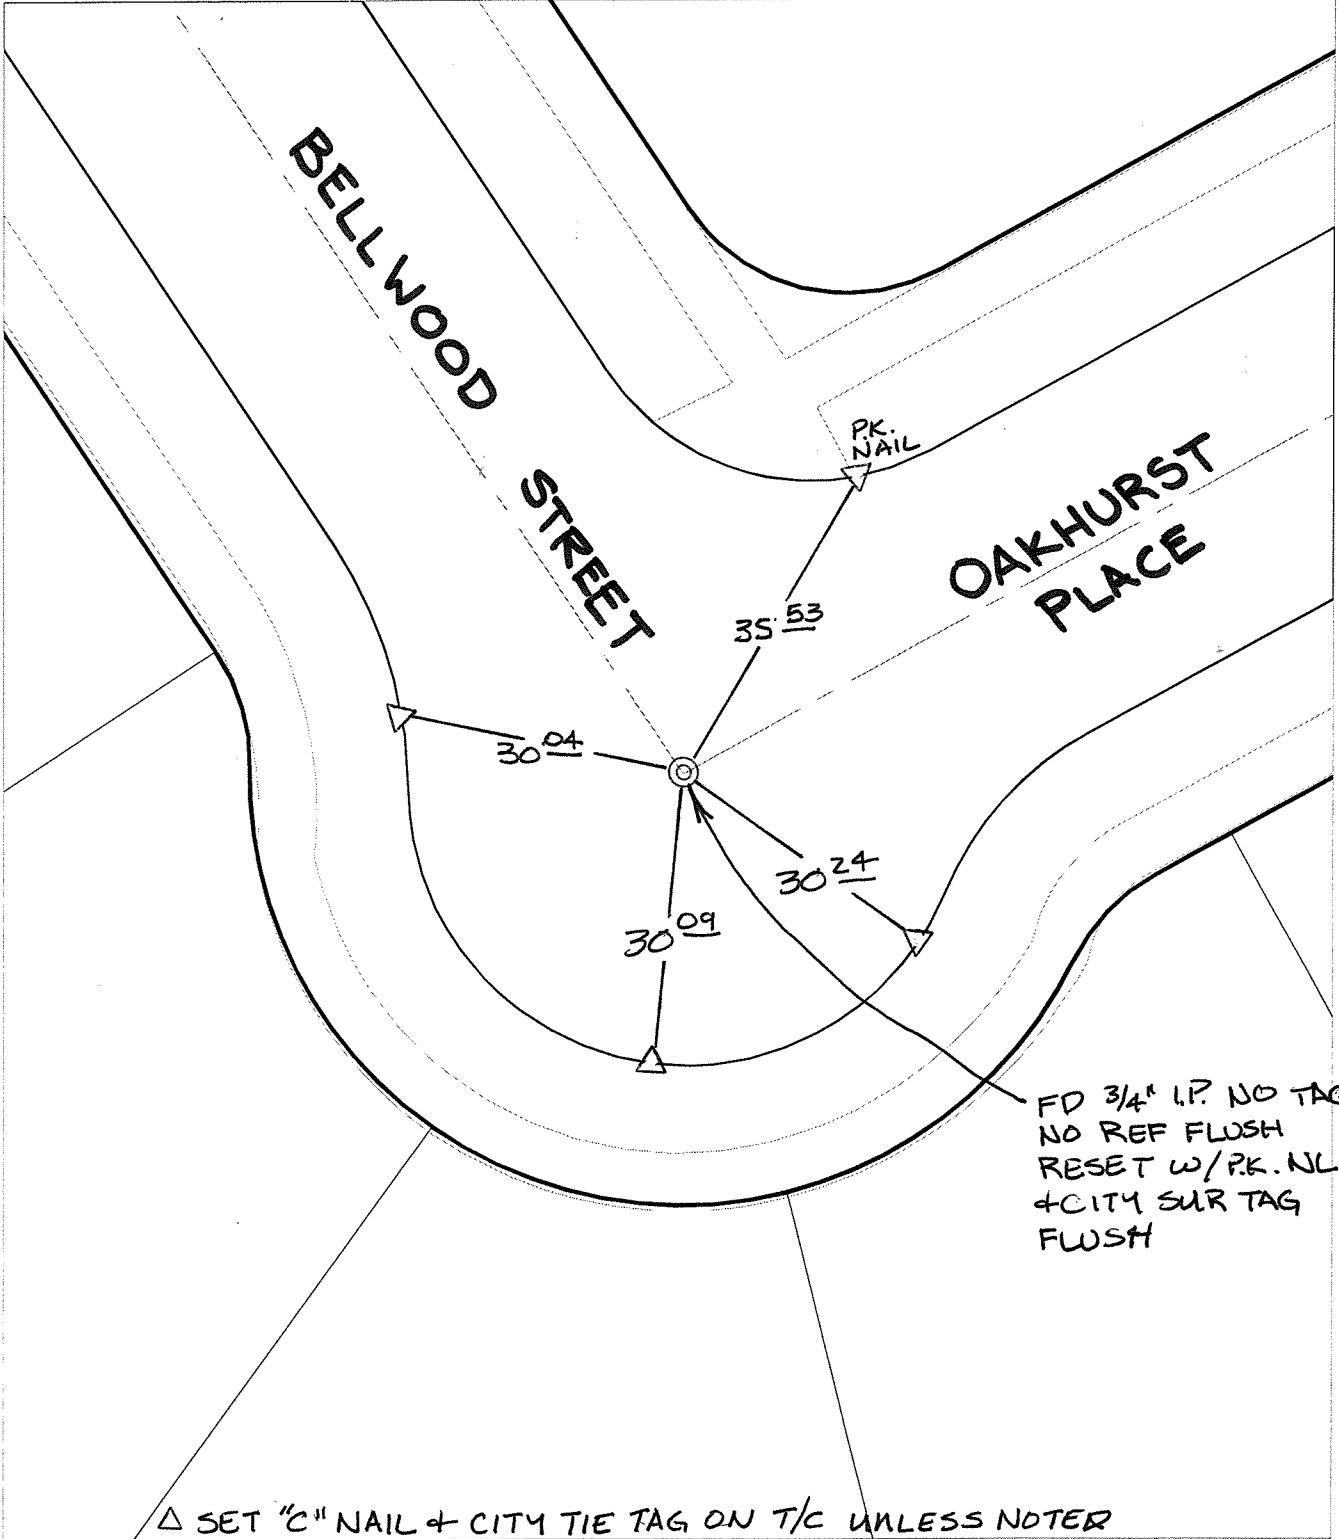 BELLWOOD STREET
P.K.
NAIL
OAKHURST
PLACE
35.53
30 04
30 24
30 09
FD 3/4" I.P. NO TAG
NO REF FLUSH
RESET W/P.K. NL
& CITY SUR TAG
FLUSH
△ SET "C" NAIL & CITY TIE TAG ON T/C UNLESS NOTED